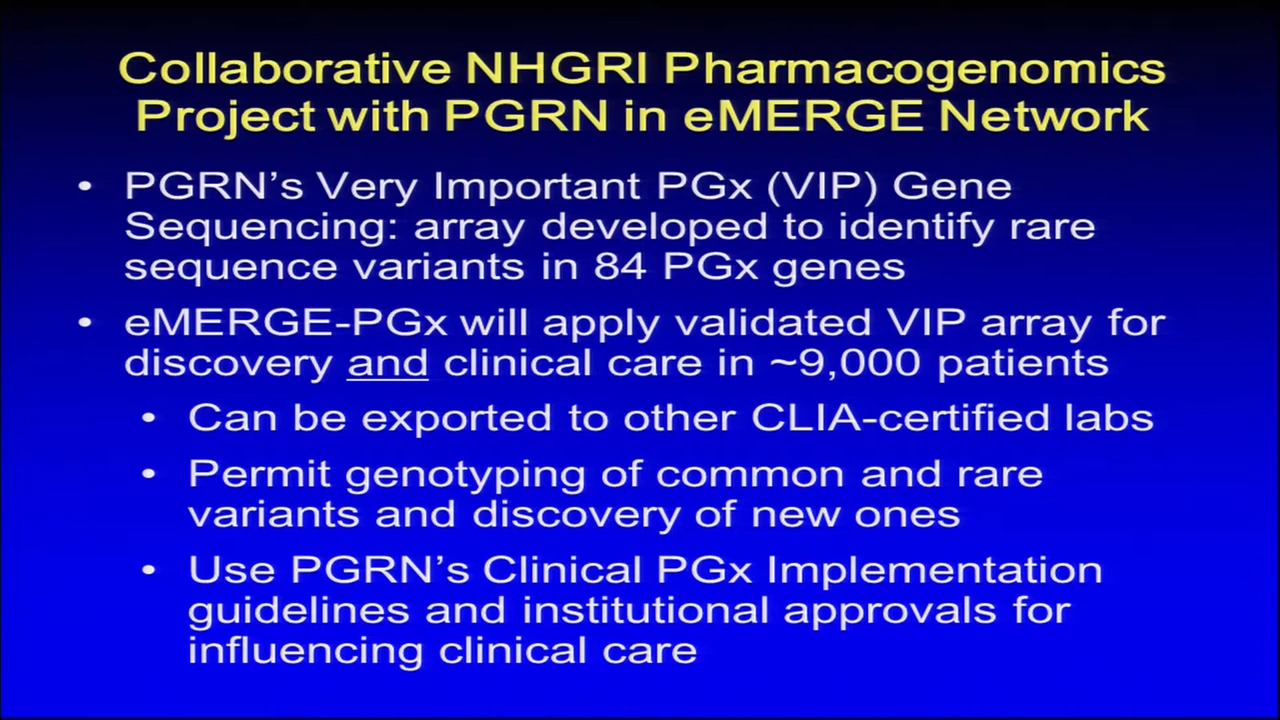 Collaborative NHGRI Pharmacogenomics
Project with PGRN in eMERGE Network
• PGRN's Very Important PGx (VIP) Gene
Sequencing: array developed to identify rare
sequence variants in 84 PGx genes
• eMERGE-PGx will apply validated VIP array for
discovery and clinical care in ~9,000 patients
• Can be exported to other CLIA-certified labs
• Permit genotyping of common and rare
variants and discovery of new ones
• Use PGRN's Clinical PGx Implementation
guidelines and institutional approvals for
influencing clinical care